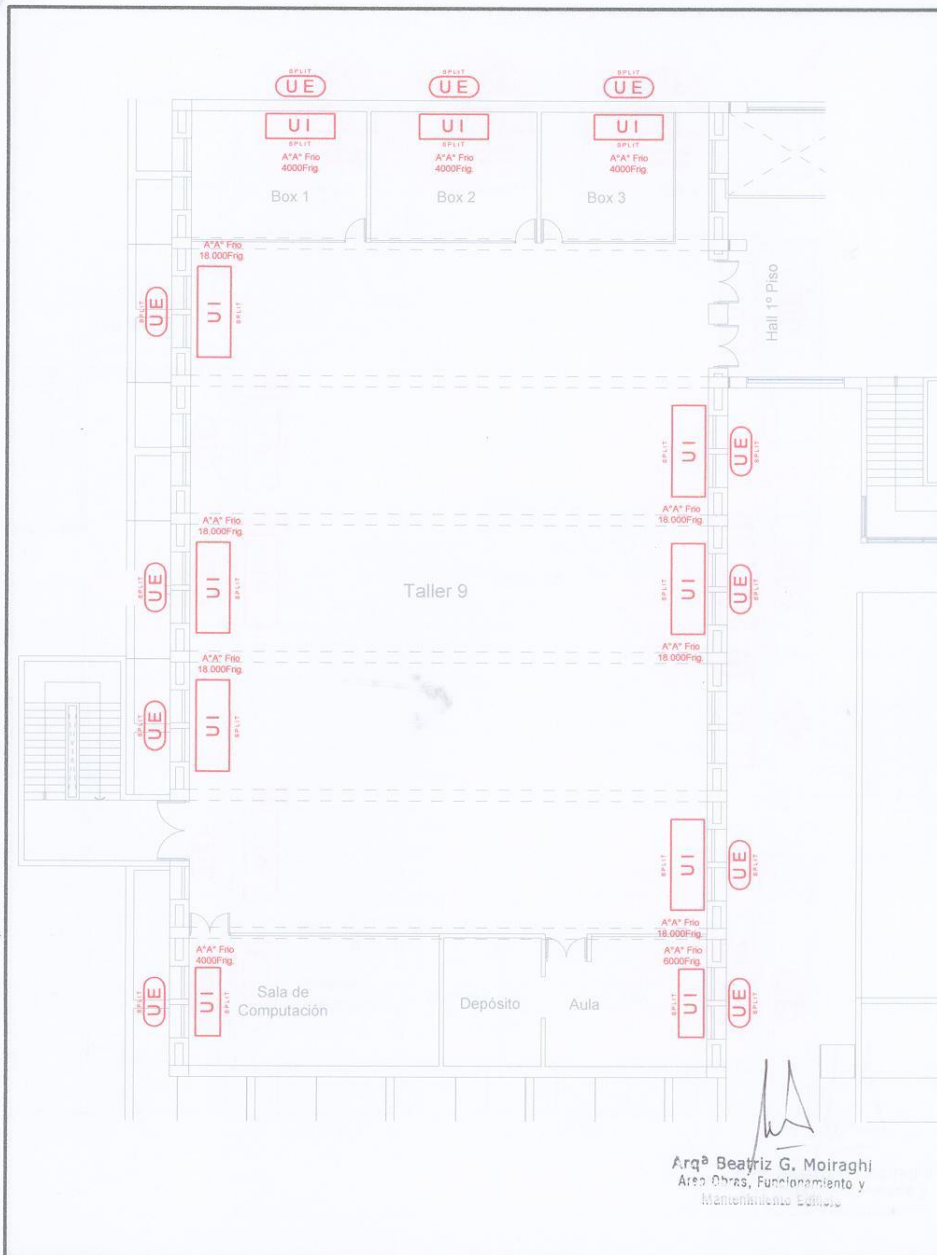 SPLIT
UE
SPLIT
UE
SPLIT
UE
UI
SPLIT
A"A" Frio
4000Frig.
Box 1
UI
SPLIT
A"A" Frio
4000Frig.
Box 2
UI
SPLIT
A"A" Frio
4000Frig.
Box 3
A"A" Frio
18.000Frig.
SPLIT
UE
UI
SPLIT
Hall 1º Piso
SPLIT
UI
UE
SPLIT
A"A" Frio
18.000Frig.
A"A" Frio
18.000Frig.
SPLIT
UE
UI
SPLIT
Taller 9
SPLIT
UI
UE
SPLIT
A"A" Frio
18.000Frig.
A"A" Frio
18.000Frig.
SPLIT
UE
UI
SPLIT
SPLIT
UI
UE
SPLIT
A"A" Frio
18.000Frig.
A"A" Frio
4000Frig.
SPLIT
UE
UI
SPLIT
Sala de
Computación
Depósito
Aula
A"A" Frio
6000Frig.
SPLIT
UI
UE
SPLIT
Arqª Beatriz G. Moiraghi
Area Obras, Funcionamiento y
Mantenimiento Edilicio